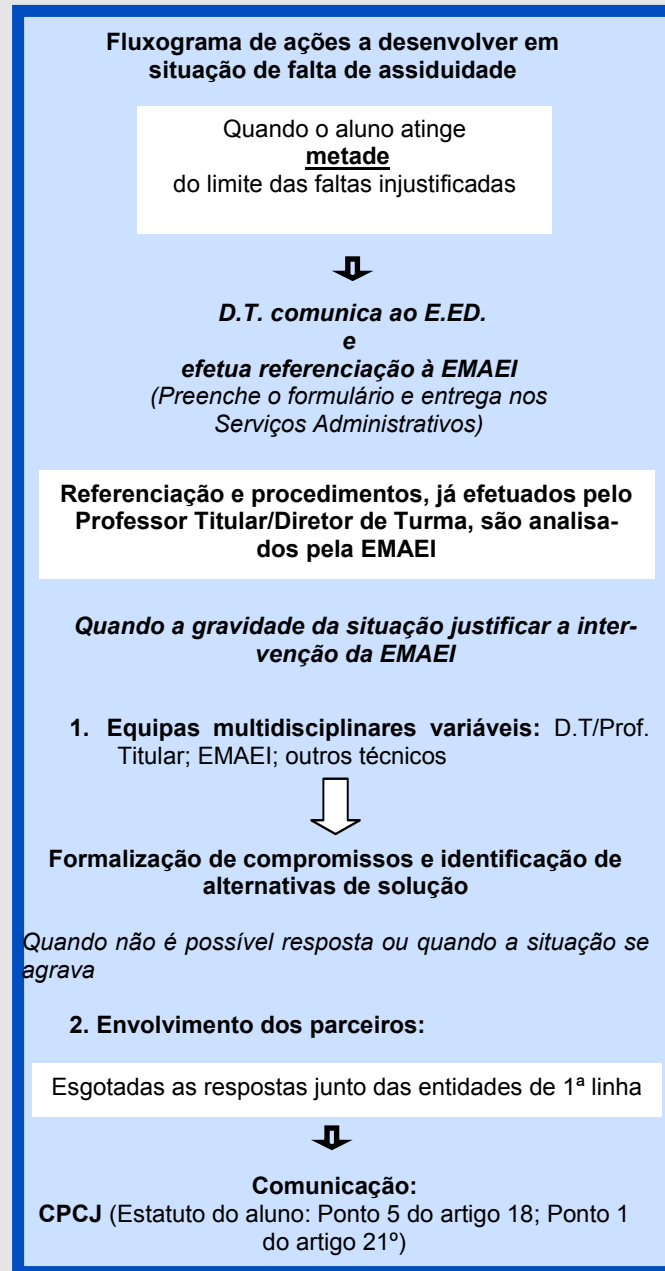 Fluxograma de ações a desenvolver em
situação de falta de assiduidade
Quando o aluno atinge
metade
do limite das faltas injustificadas
D.T. comunica ao E.ED.
e
efetua referenciação à EMAEI
(Preenche o formulário e entrega nos
Serviços Administrativos)
Referenciação e procedimentos, já efetuados pelo
Professor Titular/Diretor de Turma, são analisa-
dos pela EMAEI
Quando a gravidade da situação justificar a inter-
venção da EMAEI
1. Equipas multidisciplinares variáveis: D.T/Prof.
Titular; EMAEI; outros técnicos
Formalização de compromissos e identificação de
alternativas de solução
Quando não é possível resposta ou quando a situação se
agrava
2. Envolvimento dos parceiros:
Esgotadas as respostas junto das entidades de 1ª linha
Comunicação:
CPCJ (Estatuto do aluno: Ponto 5 do artigo 18; Ponto 1
do artigo 21º)